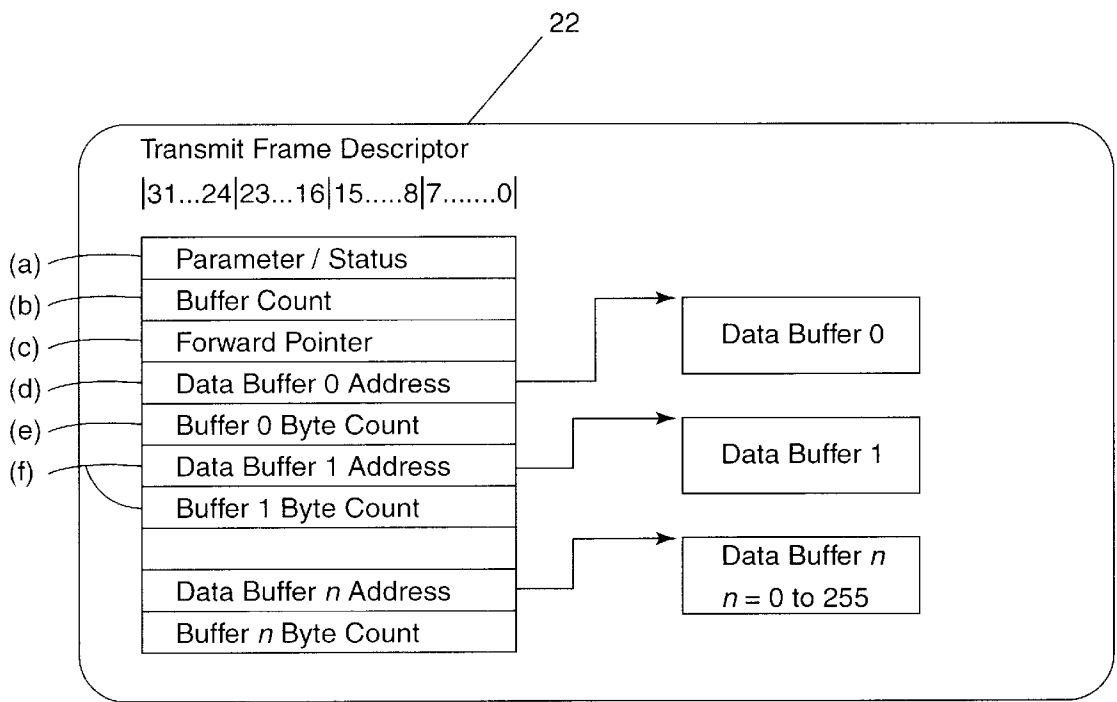 22
Transmit Frame Descriptor
|31...24|23...16|15.....8|7.......0|
(a) Parameter / Status
(b) Buffer Count
(c) Forward Pointer
(d) Data Buffer 0 Address
(e) Buffer 0 Byte Count
(f) Data Buffer 1 Address
Buffer 1 Byte Count
Data Buffer n Address
Buffer n Byte Count
Data Buffer 0
Data Buffer 1
Data Buffer n
n = 0 to 255